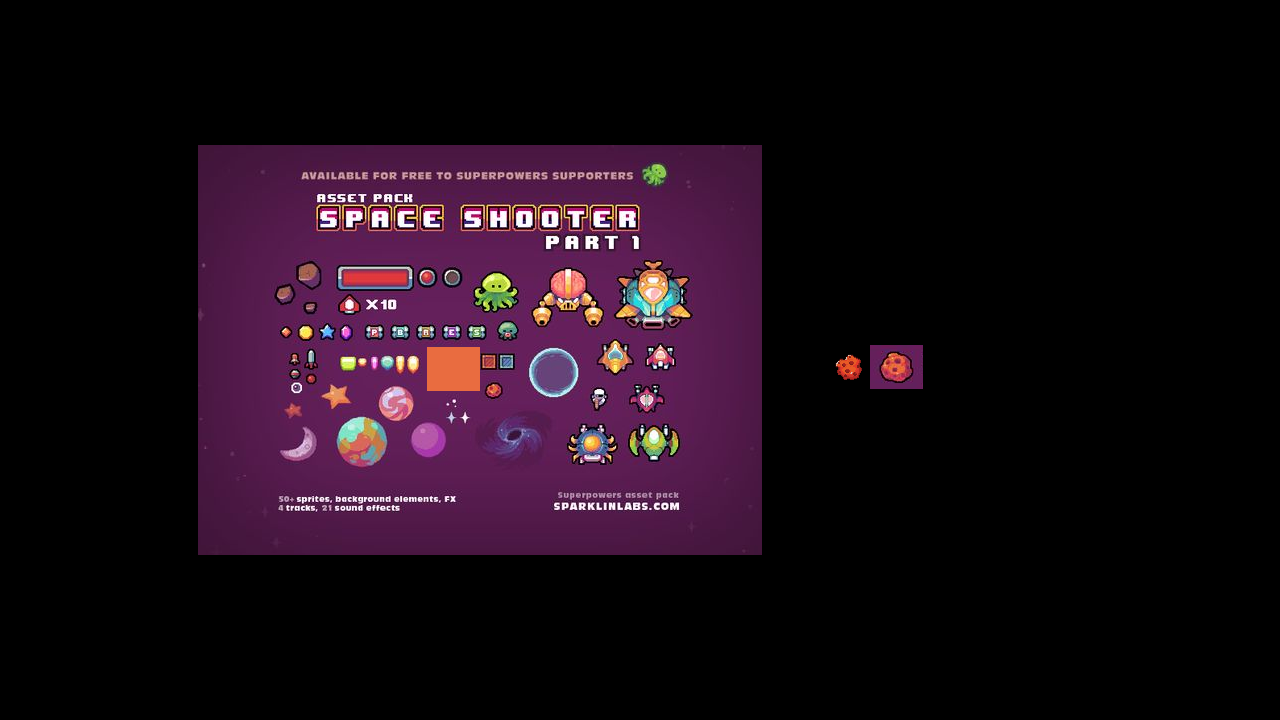 AVAILABLE FOR FREE TO SUPERPOWERS SUPPORTERS
ASSET PACK
SPACE SHOOTER
PART 1
X10
P B A E S
50+ sprites, background elements, FX
4 tracks, 21 sound effects
Superpowers asset pack
SPARKLINLABS.COM